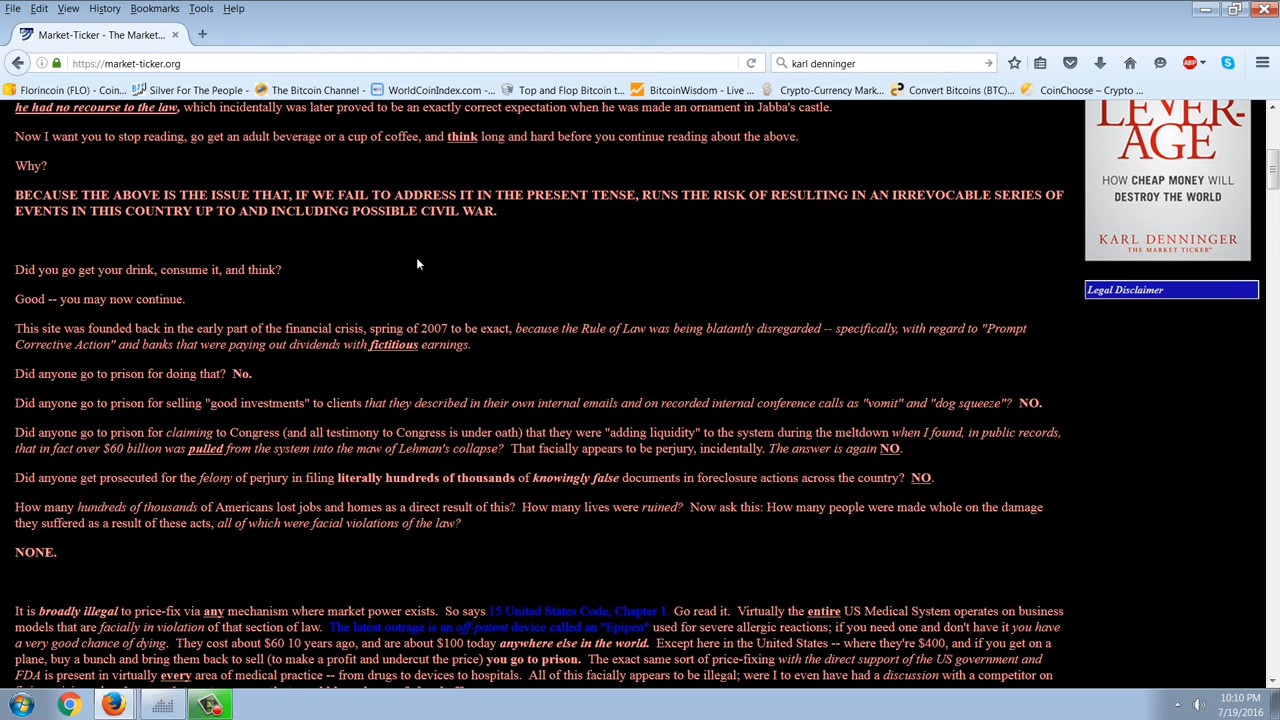 File Edit View History Bookmarks Tools Help
Market-Ticker - The Market...
https://market-ticker.org
karl denninger
ABP
Florincoin (FLO) - Coin...
Silver For The People - ...
The Bitcoin Channel - ...
WorldCoinIndex.com - ...
Top and Flop Bitcoin t...
BitcoinWisdom - Live ...
Crypto-Currency Mark...
Convert Bitcoins (BTC)...
CoinChoose – Crypto ...
he had no recourse to the law, which incidentally was later proved to be an exactly correct expectation when he was made an ornament in Jabba's castle.
Now I want you to stop reading, go get an adult beverage or a cup of coffee, and think long and hard before you continue reading about the above.
Why?
BECAUSE THE ABOVE IS THE ISSUE THAT, IF WE FAIL TO ADDRESS IT IN THE PRESENT TENSE, RUNS THE RISK OF RESULTING IN AN IRREVOCABLE SERIES OF
EVENTS IN THIS COUNTRY UP TO AND INCLUDING POSSIBLE CIVIL WAR.
Did you go get your drink, consume it, and think?
Good -- you may now continue.
This site was founded back in the early part of the financial crisis, spring of 2007 to be exact, because the Rule of Law was being blatantly disregarded -- specifically, with regard to "Prompt
Corrective Action" and banks that were paying out dividends with fictitious earnings.
Did anyone go to prison for doing that? No.
Did anyone go to prison for selling "good investments" to clients that they described in their own internal emails and on recorded internal conference calls as "vomit" and "dog squeeze"? NO.
Did anyone go to prison for claiming to Congress (and all testimony to Congress is under oath) that they were "adding liquidity" to the system during the meltdown when I found, in public records,
that in fact over $60 billion was pulled from the system into the maw of Lehman's collapse? That facially appears to be perjury, incidentally. The answer is again NO.
Did anyone get prosecuted for the felony of perjury in filing literally hundreds of thousands of knowingly false documents in foreclosure actions across the country? NO.
How many hundreds of thousands of Americans lost jobs and homes as a direct result of this? How many lives were ruined? Now ask this: How many people were made whole on the damage
they suffered as a result of these acts, all of which were facial violations of the law?
NONE.
It is broadly illegal to price-fix via any mechanism where market power exists. So says 15 United States Code, Chapter 1. Go read it. Virtually the entire US Medical System operates on business
models that are facially in violation of that section of law. The latest outrage is an off-patent device called an "Epipen" used for severe allergic reactions; if you need one and don't have it you have
a very good chance of dying. They cost about $60 10 years ago, and are about $100 today anywhere else in the world. Except here in the United States -- where they're $400, and if you get on a
plane, buy a bunch and bring them back to sell (to make a profit and undercut the price) you go to prison. The exact same sort of price-fixing with the direct support of the US government and
FDA is present in virtually every area of medical practice -- from drugs to devices to hospitals. All of this facially appears to be illegal; were I to even have had a discussion with a competitor on
LEVER-
AGE
HOW CHEAP MONEY WILL
DESTROY THE WORLD
KARL DENNINGER
THE MARKET TICKER
Legal Disclaimer
10:10 PM
7/19/2016